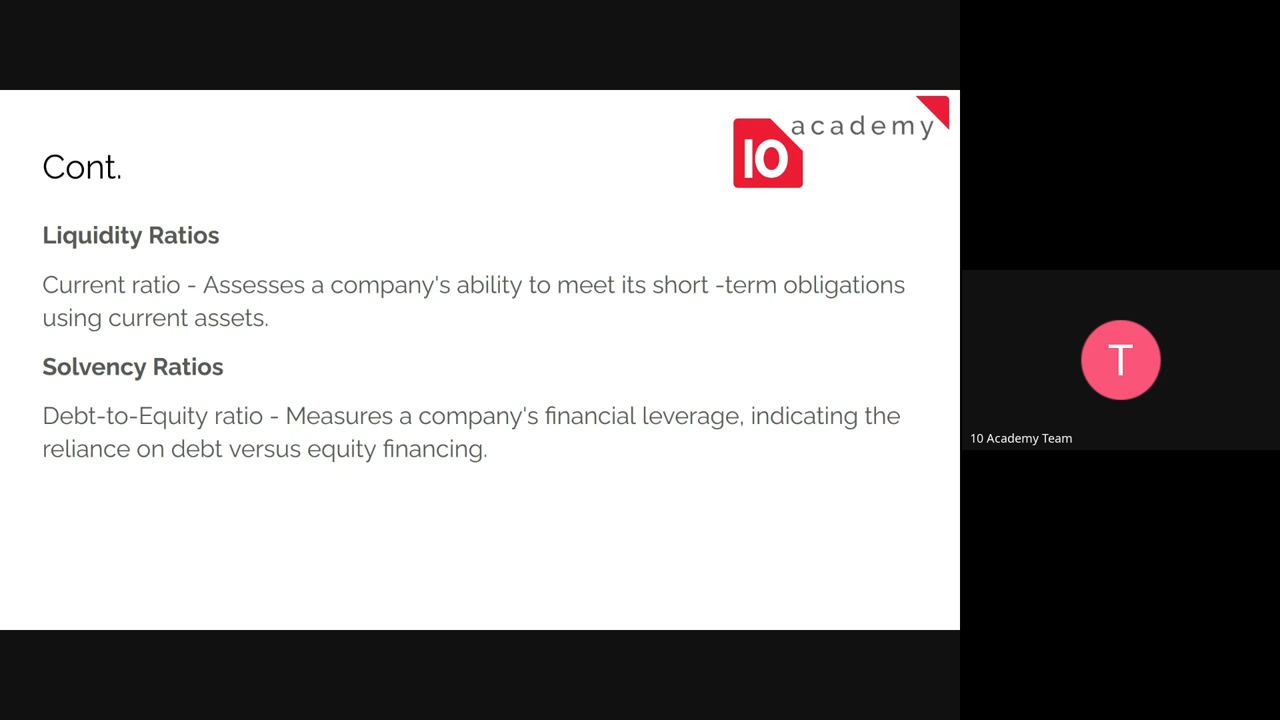 academy
10
Cont.
Liquidity Ratios
Current ratio - Assesses a company's ability to meet its short -term obligations
using current assets.
Solvency Ratios
Debt-to-Equity ratio - Measures a company's financial leverage, indicating the
reliance on debt versus equity financing.
T
10 Academy Team